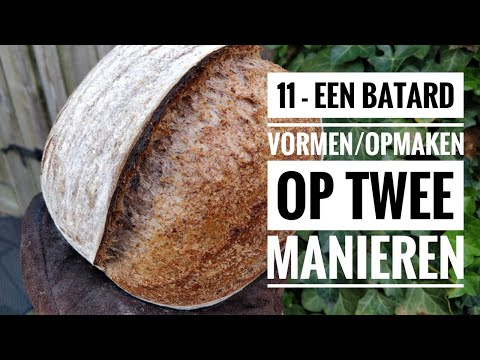 11 - EEN BATARD
VORMEN/OPMAKEN
OP TWEE
MANIEREN